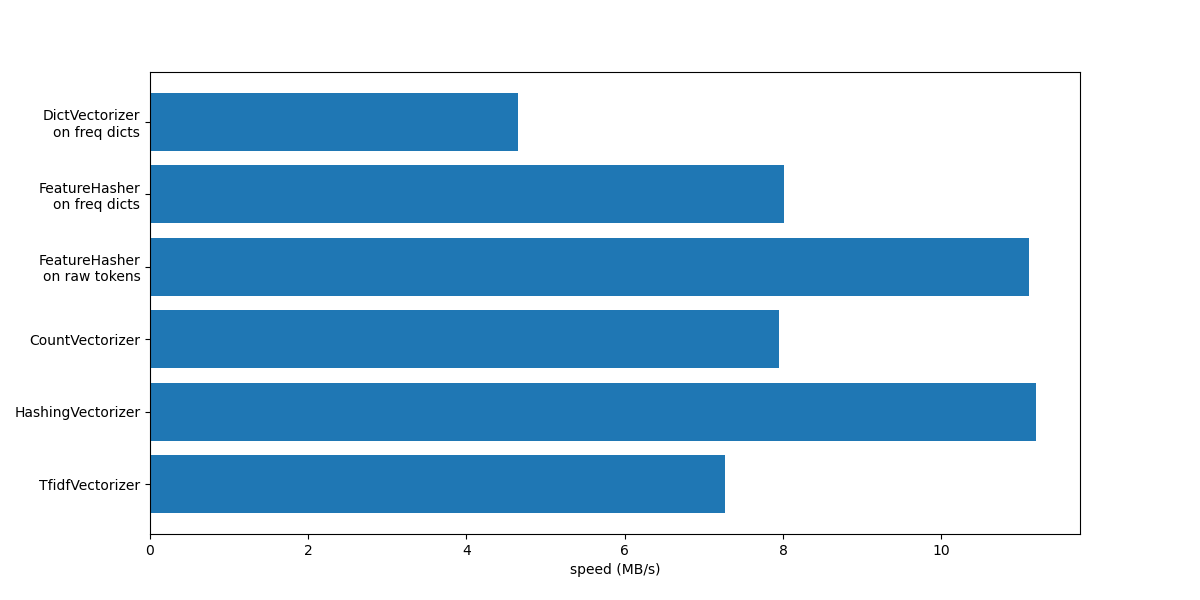 DictVectorizer
on freq dicts
FeatureHasher
on freq dicts
FeatureHasher
on raw tokens
CountVectorizer
HashingVectorizer
TfidfVectorizer
0 2 4 6 8 10
speed (MB/s)